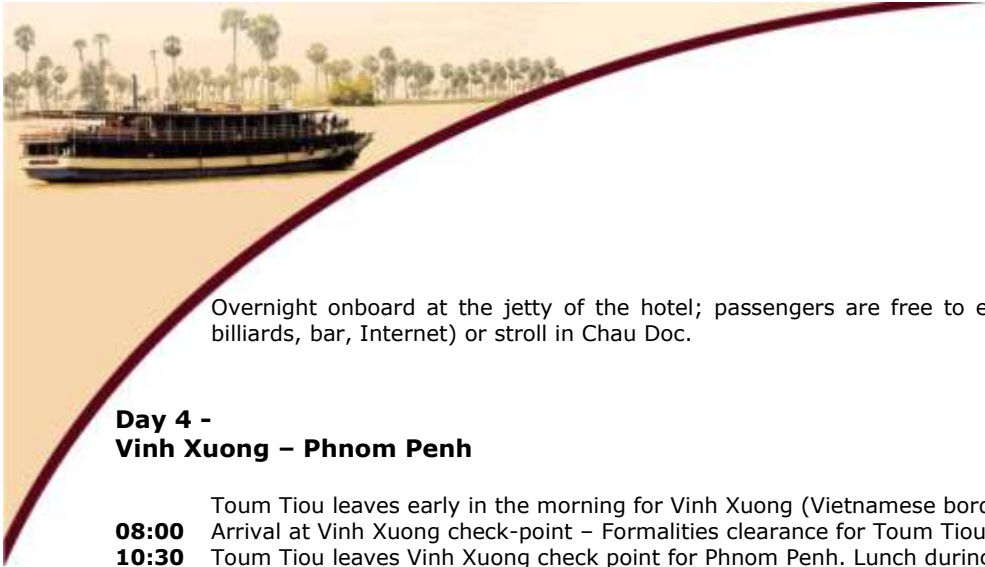 Overnight onboard at the jetty of the hotel; passengers are free to
billiards, bar, Internet) or stroll in Chau Doc.
Day 4 -
Vinh Xuong – Phnom Penh
Toum Tiou leaves early in the morning for Vinh Xuong (Vietnamese
08:00 Arrival at Vinh Xuong check-point – Formalities clearance for Toum Tiou
10:30 Toum Tiou leaves Vinh Xuong check point for Phnom Penh. Lunch